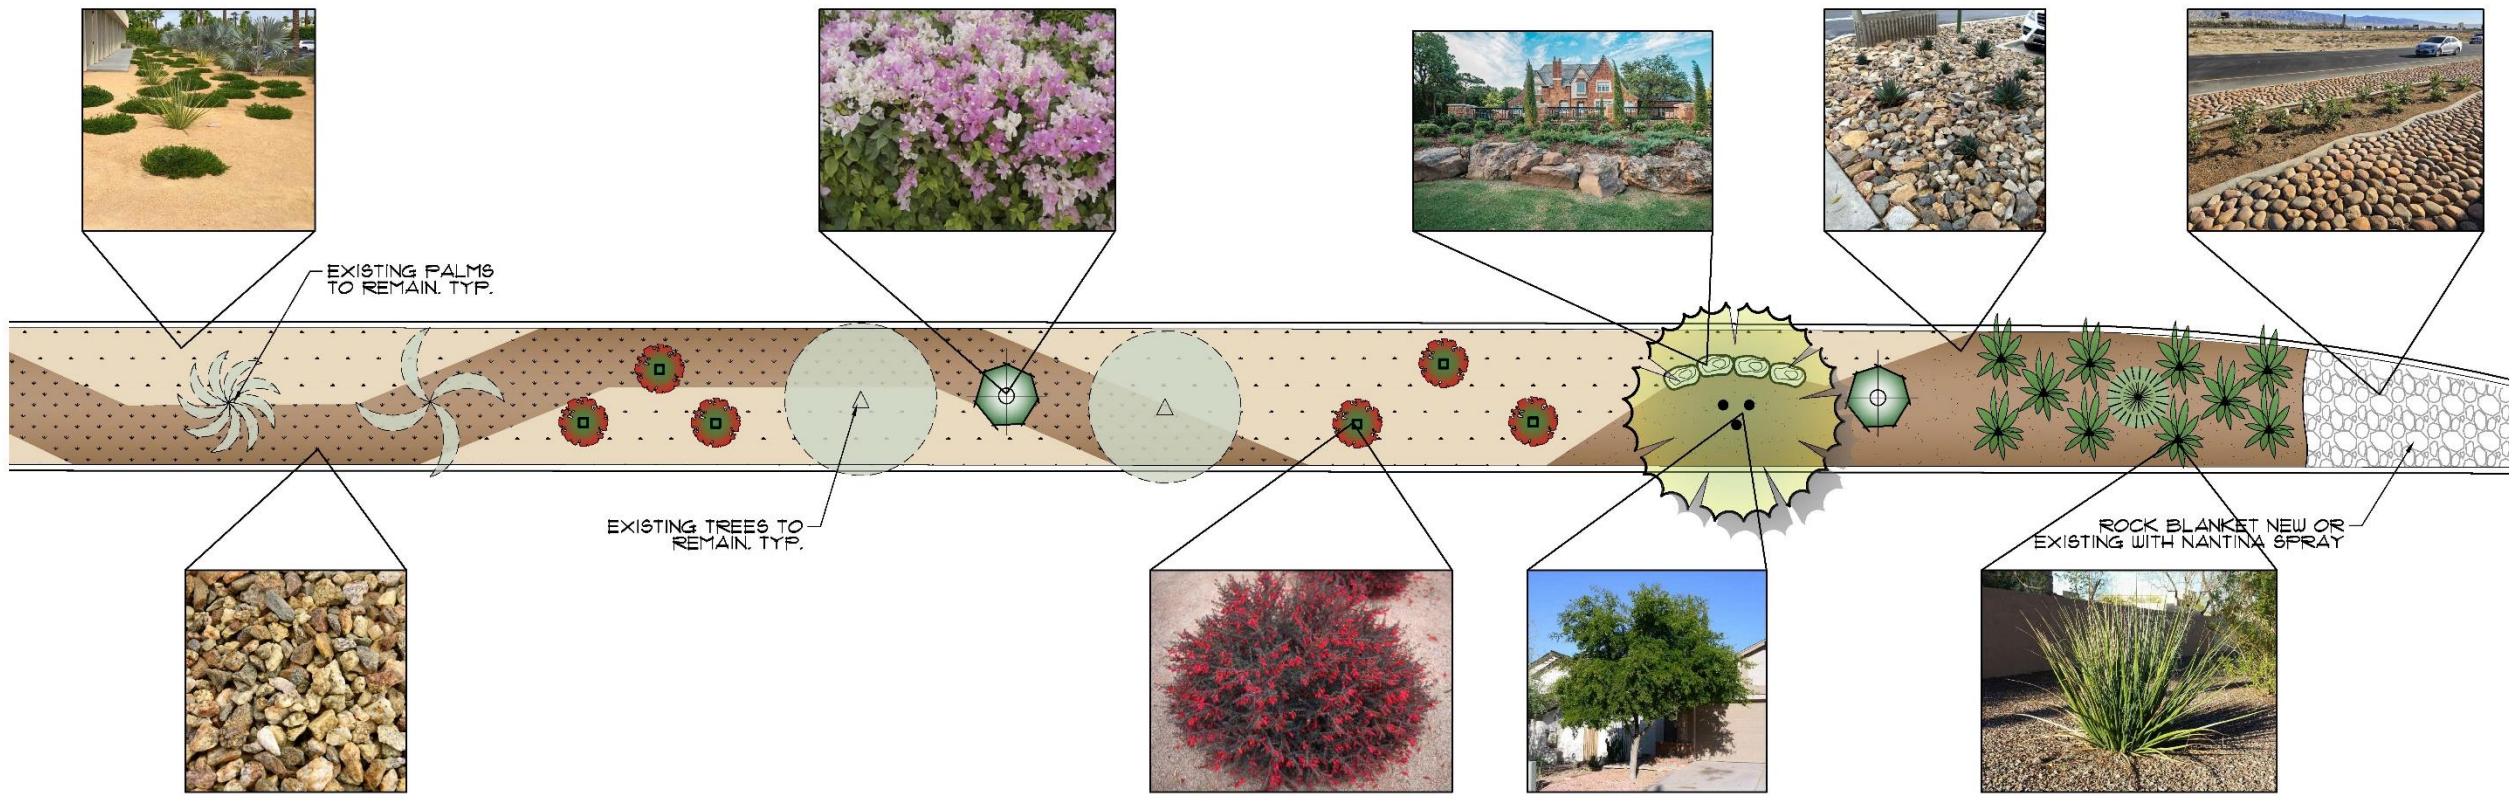 EXISTING PALMS
TO REMAIN. TYP.
EXISTING TREES TO
REMAIN. TYP.
ROCK BLANKET NEW OR
EXISTING WITH NANTINA SPRAY